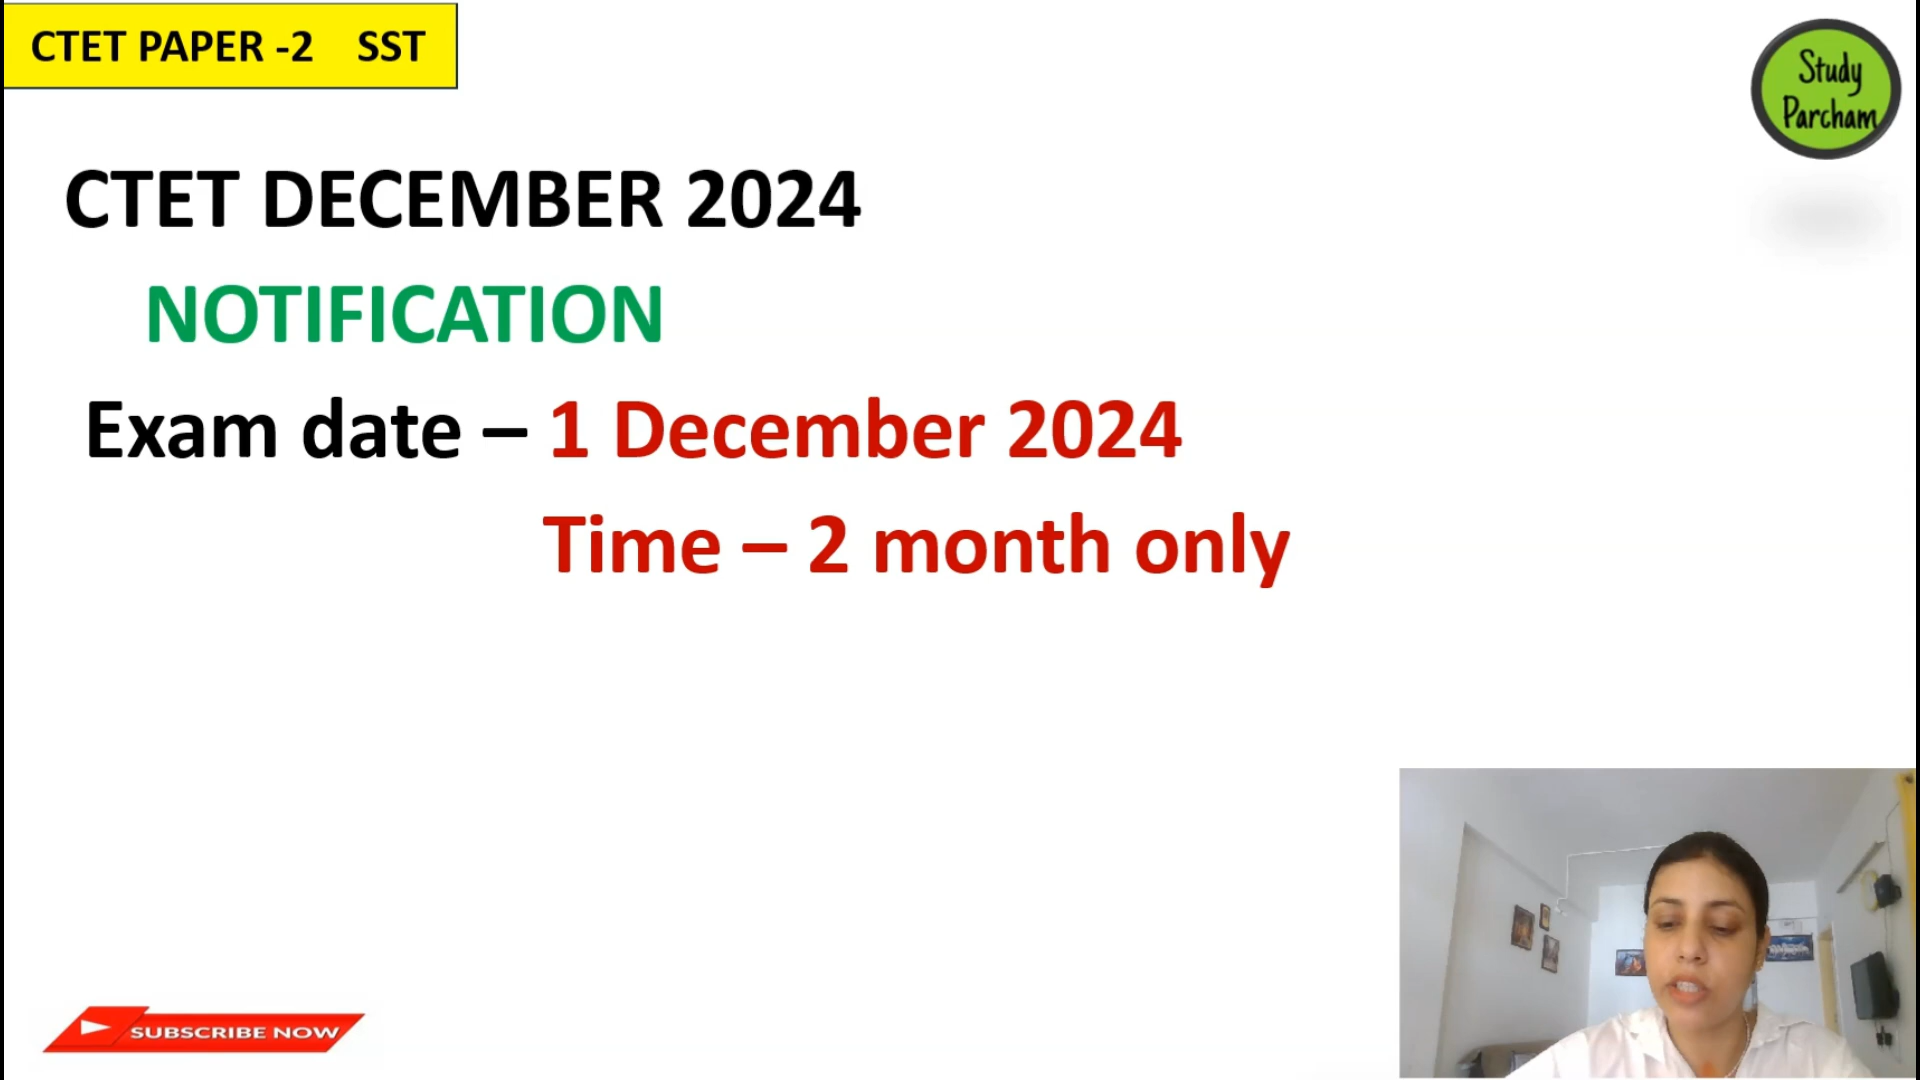 CTET PAPER -2 SST
Study
Parcham
CTET DECEMBER 2024
NOTIFICATION
Exam date – 1 December 2024
Time – 2 month only
SUBSCRIBE NOW